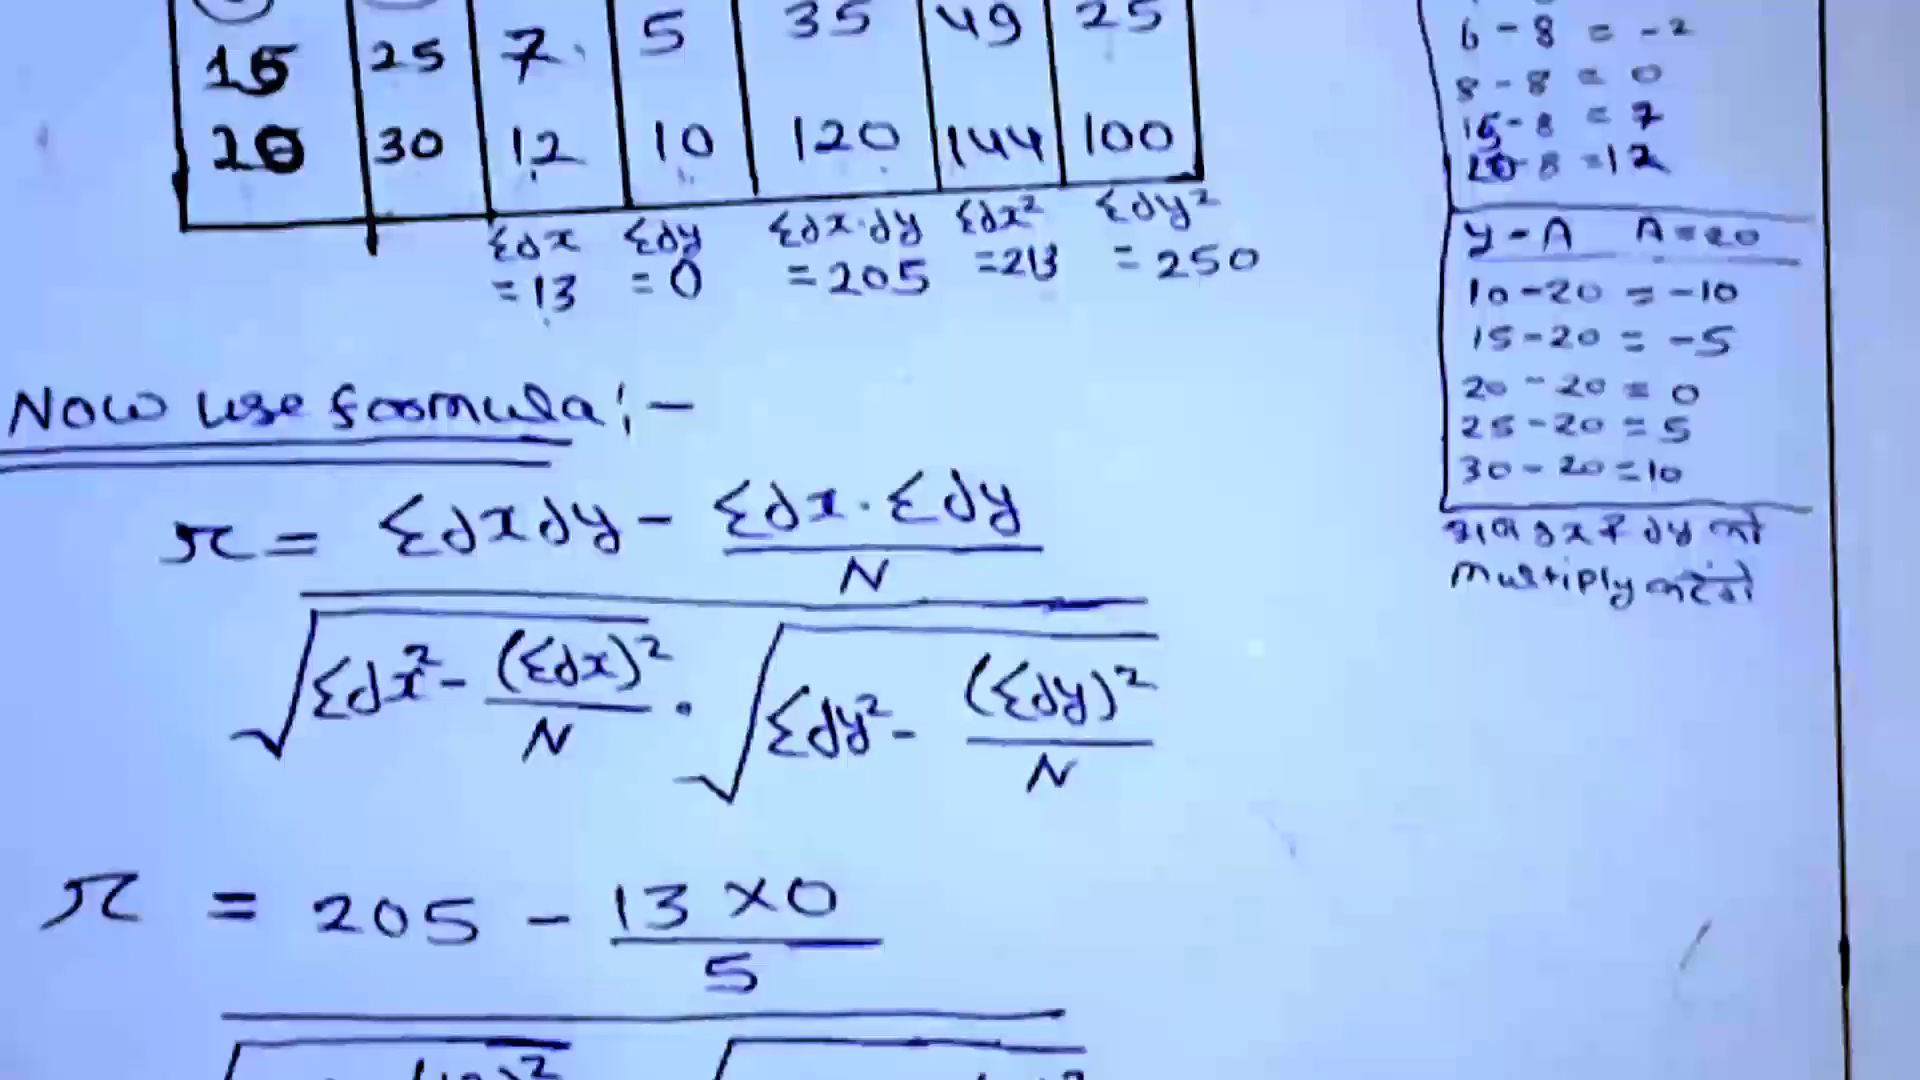 15 25 7 5 35 49 25
20 30 12 10 120 144 100
Σdx Σdy Σdx·dy Σdx² Σdy²
=13 =0 =205 =213 =250
Now use formula:-
r = Σdxdy - Σdx·Σdy
N
√Σdx² - (Σdx)² · √Σdy² - (Σdy)²
N N
r = 205 - 13×0
5
6-8 = -2
8-8 = 0
15-8 = 7
20-8 = 12
y-A A=20
10-20 = -10
15-20 = -5
20-20 = 0
25-20 = 5
30-20 = 10
dx dy को
multiply करेंगे